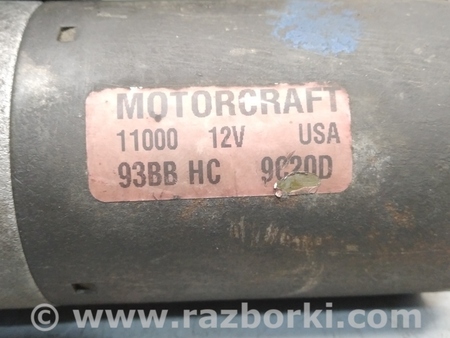 MOTORCRAFT
11000 12V USA
93BB HC 9C20D
www.razborki.com